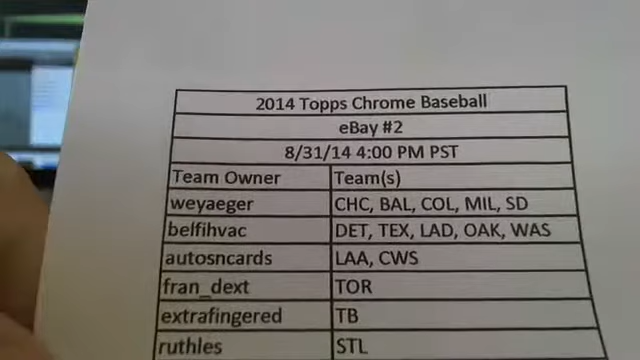 2014 Topps Chrome Baseball
eBay #2
8/31/14 4:00 PM PST
Team Owner Team(s)
weyaeger CHC, BAL, COL, MIL, SD
belfihvac DET, TEX, LAD, OAK, WAS
autosncards LAA, CWS
fran_dext TOR
extrafingered TB
ruthles STL